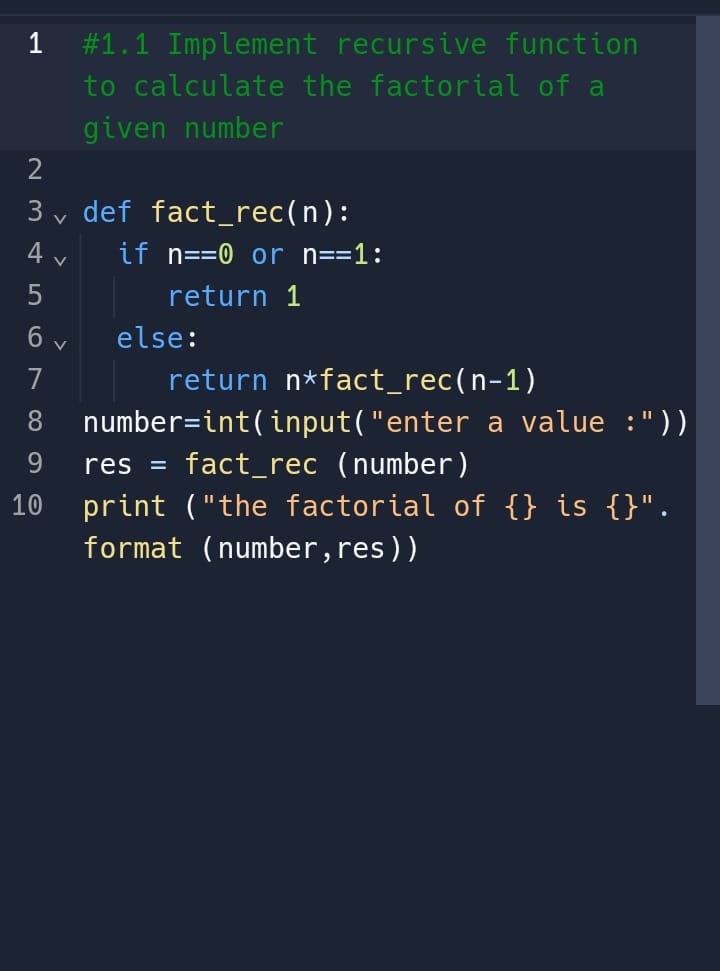 1 #1.1 Implement recursive function
to calculate the factorial of a
given number
2
3 def fact_rec(n):
4 if n==0 or n==1:
5 return 1
6 else:
7 return n*fact_rec(n-1)
8 number=int(input("enter a value :"))
9 res = fact_rec (number)
10 print ("the factorial of {} is {}".
format (number,res))